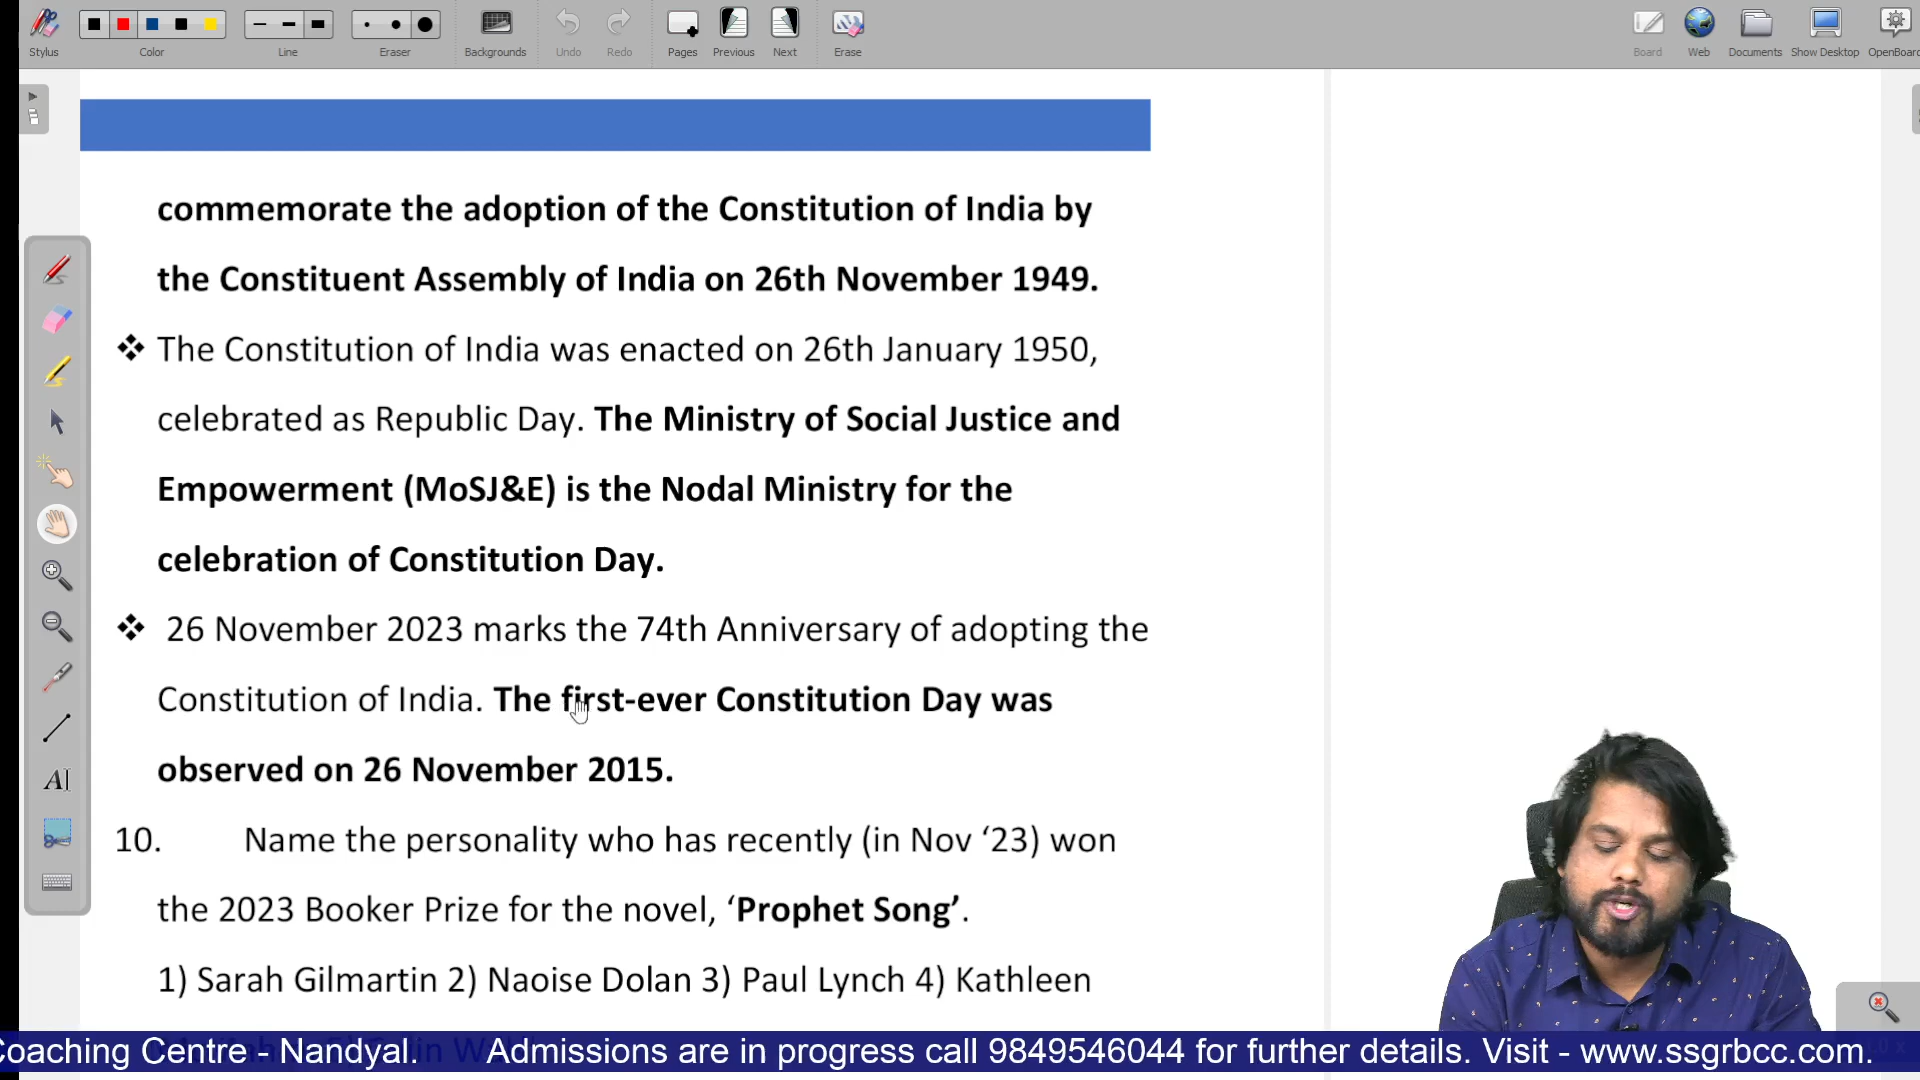 Stylus
Color
Line
Eraser
Backgrounds
Undo
Redo
Pages
Previous
Next
Erase
Board
Web
Documents
Show Desktop
OpenBoard
commemorate the adoption of the Constitution of India by
the Constituent Assembly of India on 26th November 1949.
❖ The Constitution of India was enacted on 26th January 1950,
celebrated as Republic Day. The Ministry of Social Justice and
Empowerment (MoSJ&E) is the Nodal Ministry for the
celebration of Constitution Day.
❖ 26 November 2023 marks the 74th Anniversary of adopting the
Constitution of India. The first-ever Constitution Day was
observed on 26 November 2015.
10. Name the personality who has recently (in Nov ‘23) won
the 2023 Booker Prize for the novel, ‘Prophet Song’.
1) Sarah Gilmartin 2) Naoise Dolan 3) Paul Lynch 4) Kathleen
Coaching Centre - Nandyal. Admissions are in progress call 9849546044 for further details. Visit - www.ssgrbcc.com.